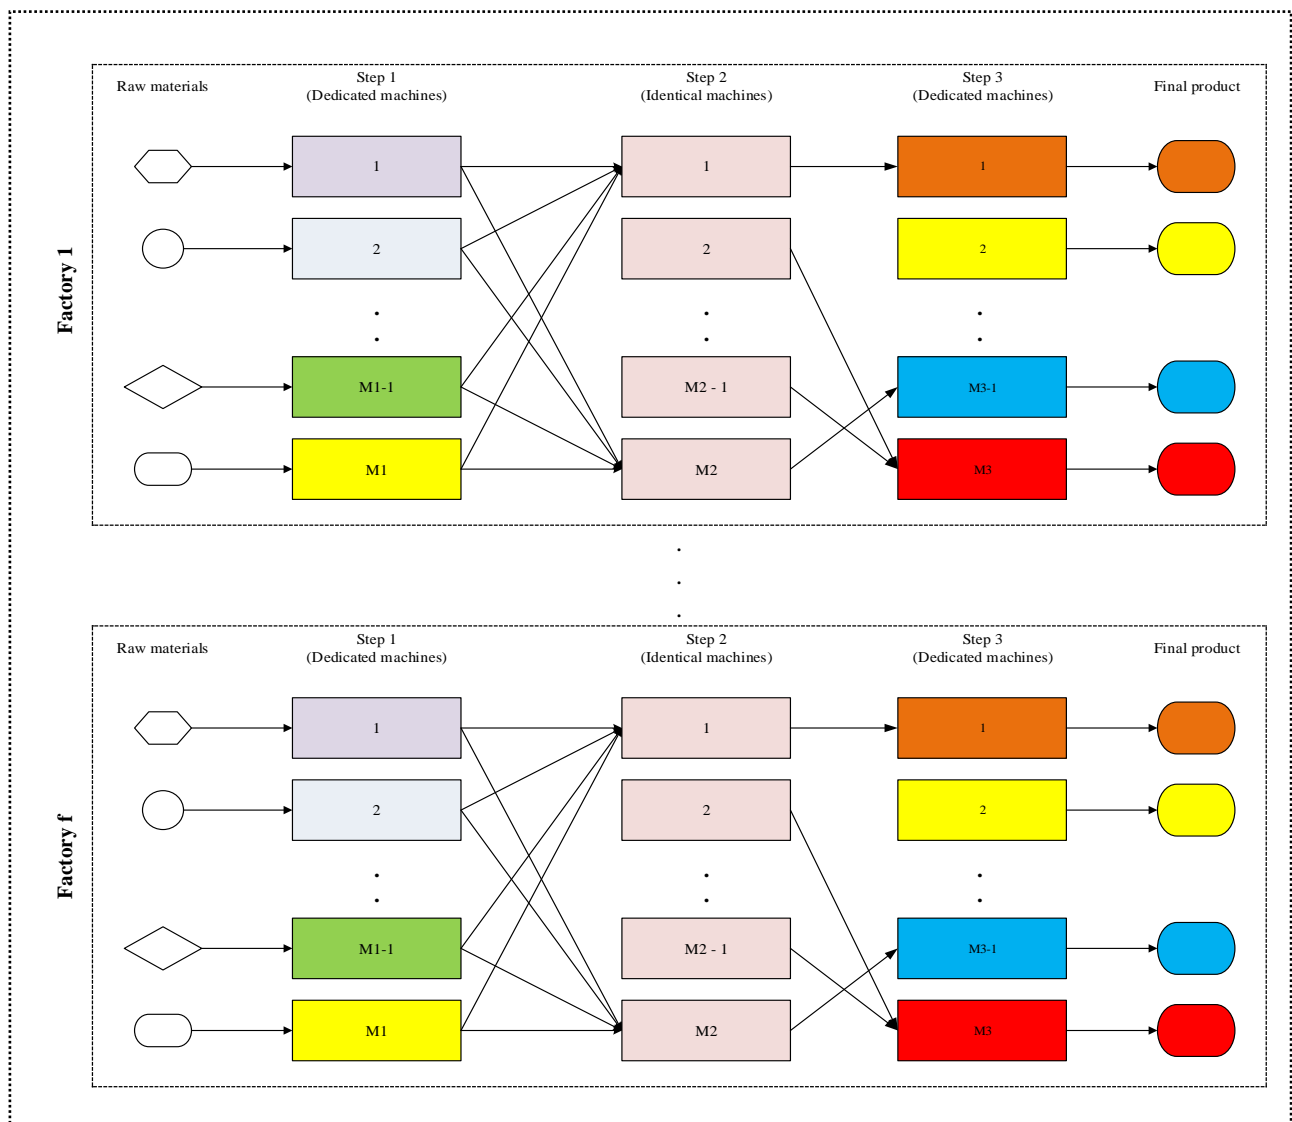 Factory 1
Raw materials
Step 1
(Dedicated machines)
Step 2
(Identical machines)
Step 3
(Dedicated machines)
Final product
1
1
1
2
2
2
.
.
.
.
.
.
M1-1
M2 - 1
M3-1
M1
M2
M3
.
.
.
Factory f
Raw materials
Step 1
(Dedicated machines)
Step 2
(Identical machines)
Step 3
(Dedicated machines)
Final product
1
1
1
2
2
2
.
.
.
.
.
.
M1-1
M2 - 1
M3-1
M1
M2
M3